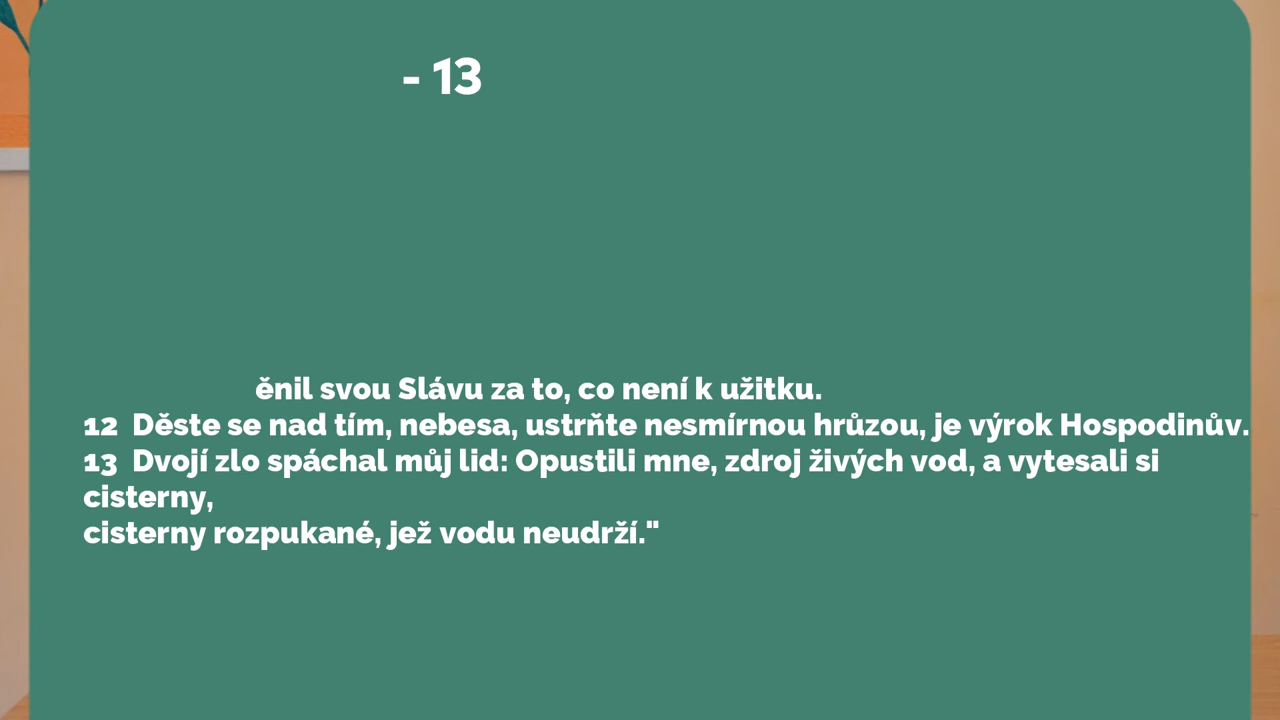 - 13
ěnil svou Slávu za to, co není k užitku.
12 Děste se nad tím, nebesa, ustrňte nesmírnou hrůzou, je výrok Hospodinův.
13 Dvojí zlo spáchal můj lid: Opustili mne, zdroj živých vod, a vytesali si
cisterny,
cisterny rozpukané, jež vodu neudrží."